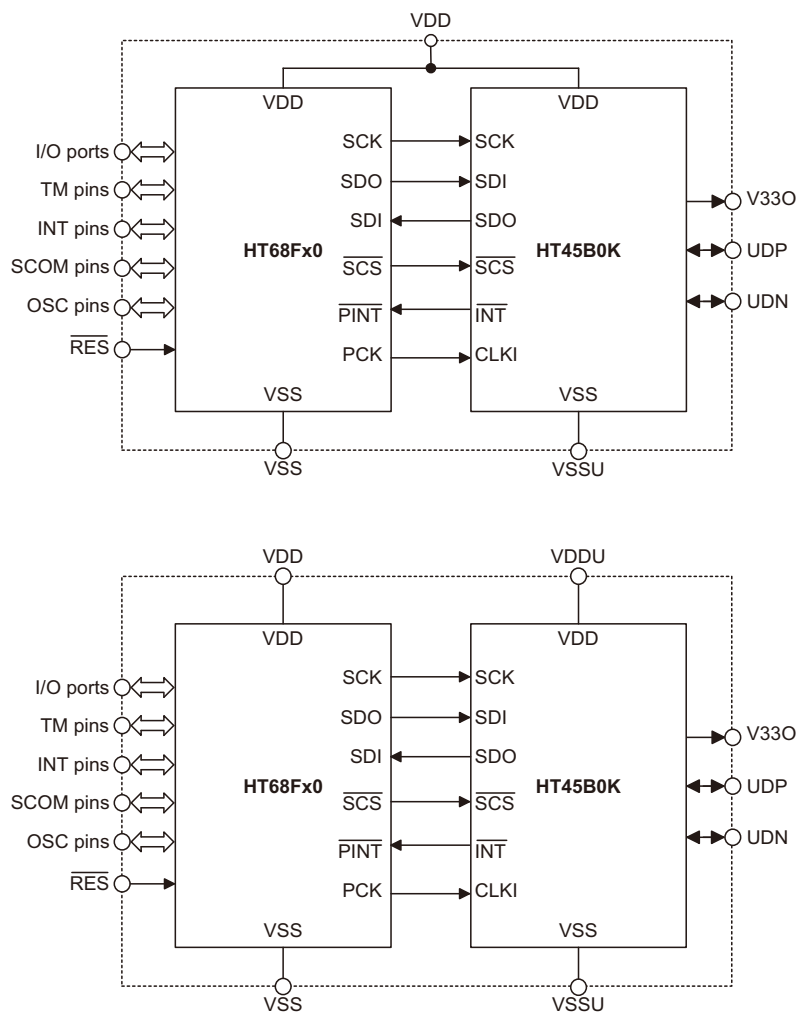 VDD
VDD VDD
I/O ports SCK SCK
TM pins SDO SDI V33O
INT pins SDI SDO
HT68Fx0 HT45B0K UDP
SCOM pins SCS SCS
OSC pins PINT INT UDN
RES PCK CLKI
VSS VSS
VSS VSSU
VDD VDDU
VDD VDD
I/O ports SCK SCK
TM pins SDO SDI V33O
INT pins SDI SDO
HT68Fx0 HT45B0K UDP
SCOM pins SCS SCS
OSC pins PINT INT UDN
RES PCK CLKI
VSS VSS
VSS VSSU